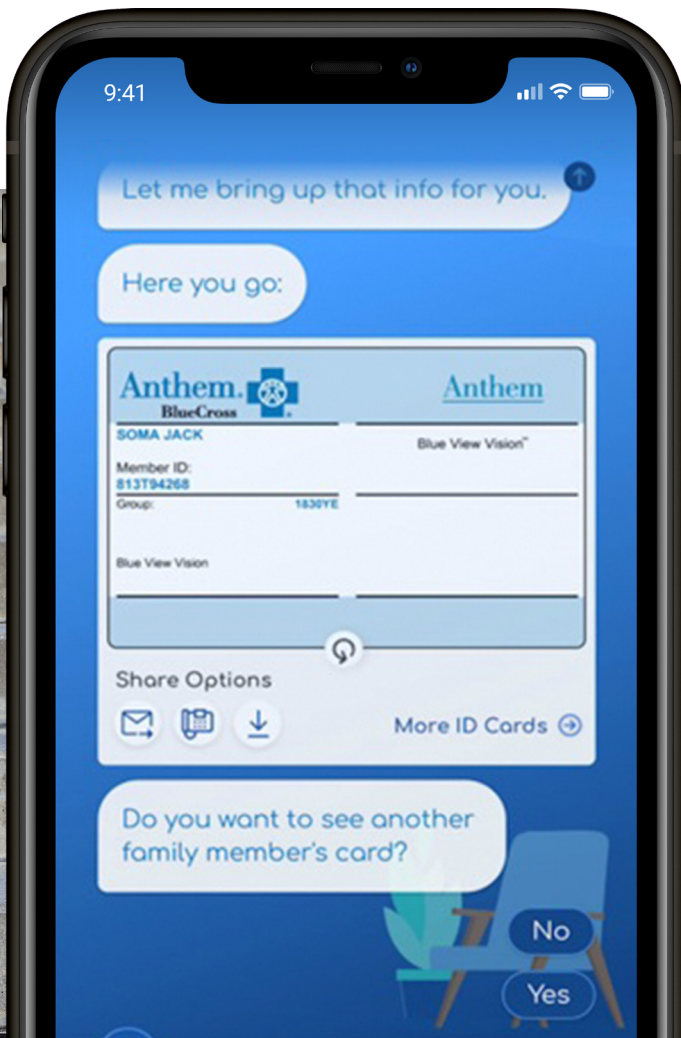 9:41
Let me bring up that info for you.
Here you go:
Anthem.
BlueCross
Anthem
SOMA JACK
Blue View Vision™
Member ID:
813T94268
Group: 1830YE
Blue View Vision
Share Options
More ID Cards
Do you want to see another
family member's card?
No
Yes